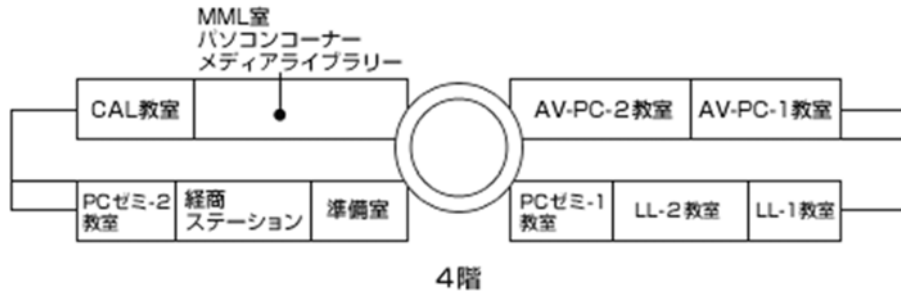 MML室
パソコンコーナー
メディアライブラリー
CAL教室
AV-PC-2教室
AV-PC-1教室
PCゼミ-2
教室
経商
ステーション
準備室
PCゼミ-1
教室
LL-2教室
LL-1教室
4階